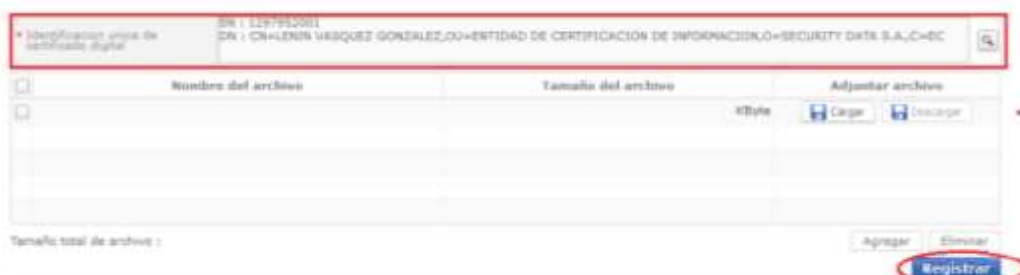 SN : 1297952001
* Identificacion unica de certificado digital
DN : CN=LENIN VASQUEZ GONZALEZ,OU=ENTIDAD DE CERTIFICACION DE INFORMACION,O=SECURITY DATA S.A.,C=EC
Nombre del archivo Tamaño del archivo Adjuntar archivo
KByte Cargar Descargar
Tamaño total de archivo : Agregar Eliminar
Registrar